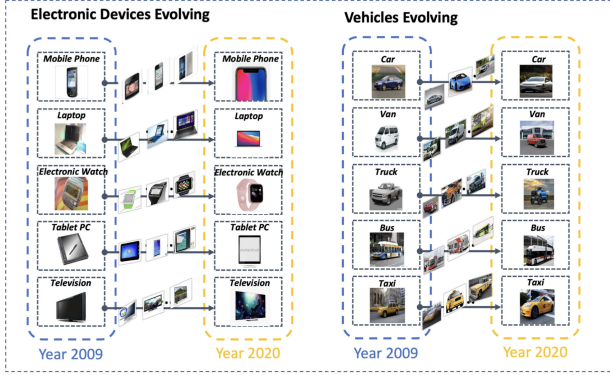 Electronic Devices Evolving
Mobile Phone
Mobile Phone
Laptop
Laptop
Electronic Watch
Electronic Watch
Tablet PC
Tablet PC
Television
Television
Year 2009
Year 2020
Vehicles Evolving
Car
Car
Van
Van
Truck
Truck
Bus
Bus
Taxi
Taxi
Year 2009
Year 2020